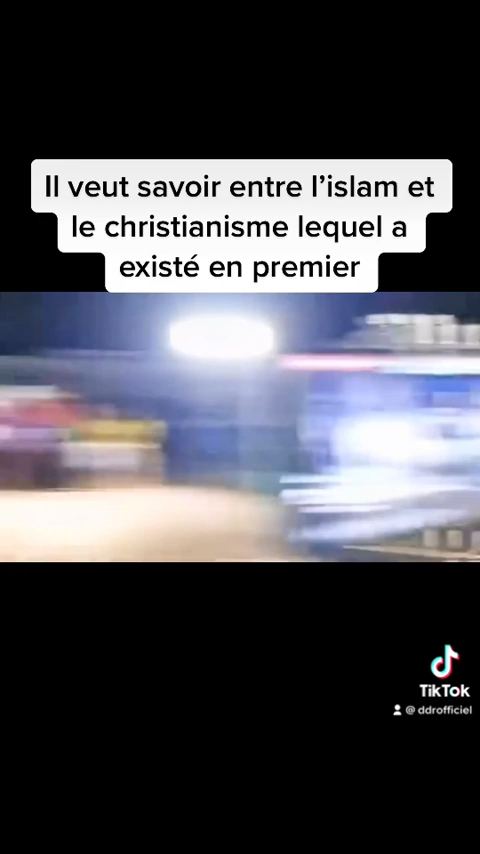 Il veut savoir entre l’islam et
le christianisme lequel a
existé en premier
TikTok
@ ddrofficiel